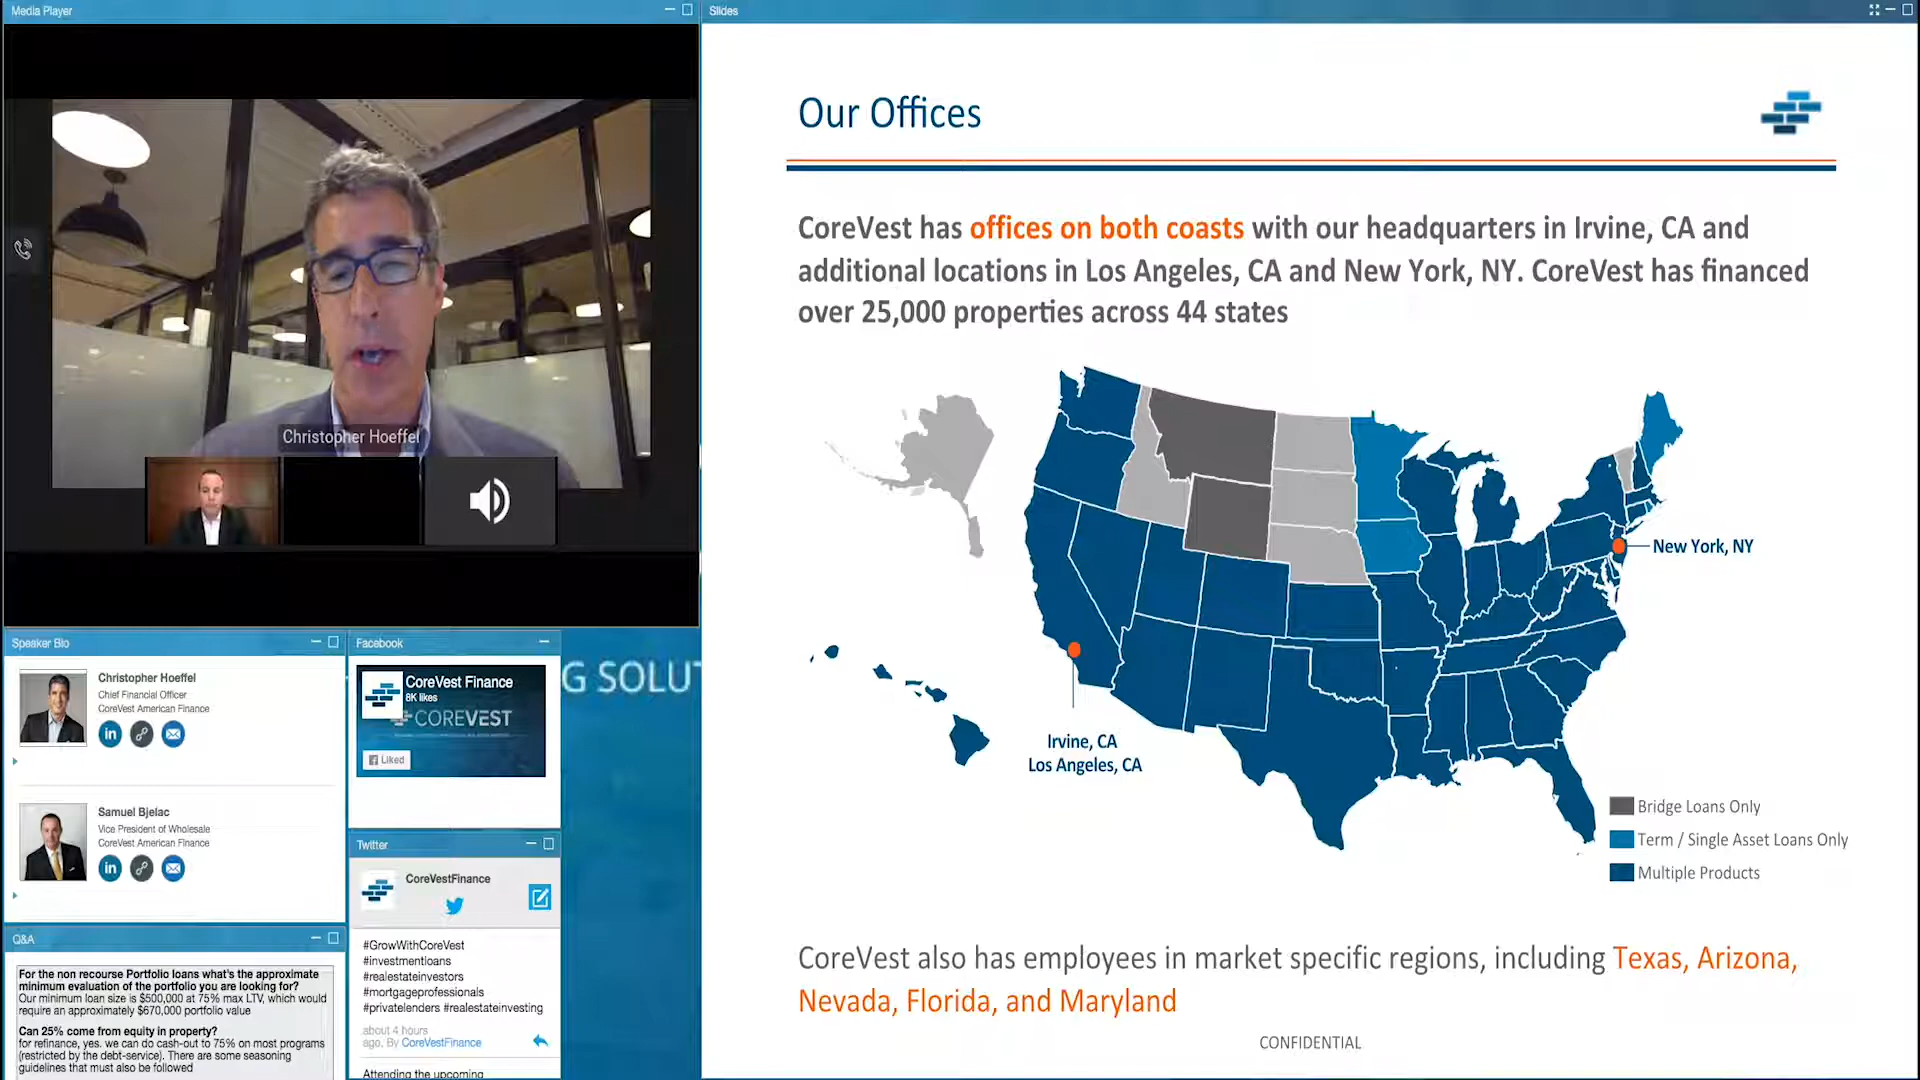 Media Player
Christopher Hoeffel
Speaker Bio
Christopher Hoeffel
Chief Financial Officer
CoreVest American Finance
in
Samuel Bjelac
Vice President of Wholesale
CoreVest American Finance
in
Q&A
For the non recourse Portfolio loans what's the approximate
minimum evaluation of the portfolio you are looking for?
Our minimum loan size is $500,000 at 75% max LTV, which would
require an approximately $670,000 portfolio value
Can 25% come from equity in property?
for refinance, yes. we can do cash-out to 75% on most programs
(restricted by the debt-service). There are some seasoning
guidelines that must also be followed
Facebook
CoreVest Finance
8K likes
COREVEST
Liked
G SOLUT
Twitter
CoreVestFinance
#GrowWithCoreVest
#investmentloans
#realestateinvestors
#mortgageprofessionals
#privatelenders #realestateinvesting
about 4 hours
ago. By CoreVestFinance
Attending the upcoming
Slides
Our Offices
CoreVest has offices on both coasts with our headquarters in Irvine, CA and
additional locations in Los Angeles, CA and New York, NY. CoreVest has financed
over 25,000 properties across 44 states
New York, NY
Irvine, CA
Los Angeles, CA
Bridge Loans Only
Term / Single Asset Loans Only
Multiple Products
CoreVest also has employees in market specific regions, including Texas, Arizona,
Nevada, Florida, and Maryland
CONFIDENTIAL